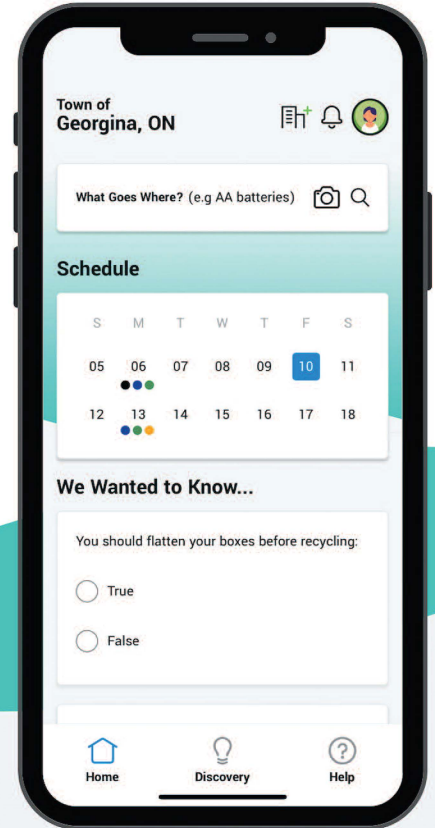 Town of
Georgina, ON
What Goes Where? (e.g AA batteries)
Schedule
S M T W T F S
05 06 07 08 09 10 11
12 13 14 15 16 17 18
We Wanted to Know...
You should flatten your boxes before recycling:
True
False
Home Discovery Help